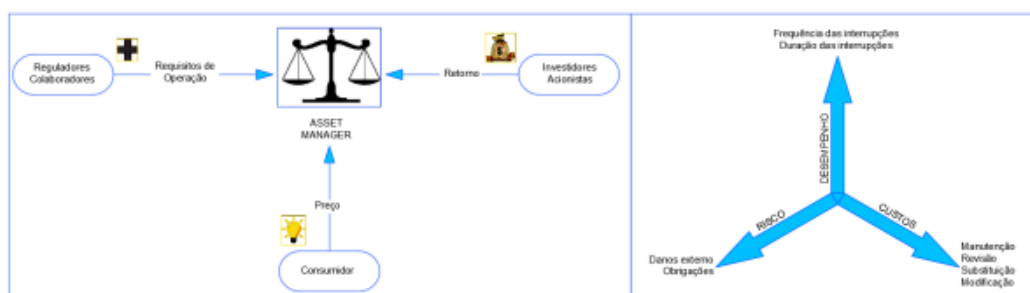 Reguladores
Colaboradores
Requisitos de
Operação
ASSET
MANAGER
Retorno
Investidores
Acionistas
Preço
Consumidor
Frequência das interrupções
Duração das interrupções
DESEMPENHO
RISCO
CUSTOS
Danos externo
Obrigações
Manutenção
Revisão
Substituição
Modificação